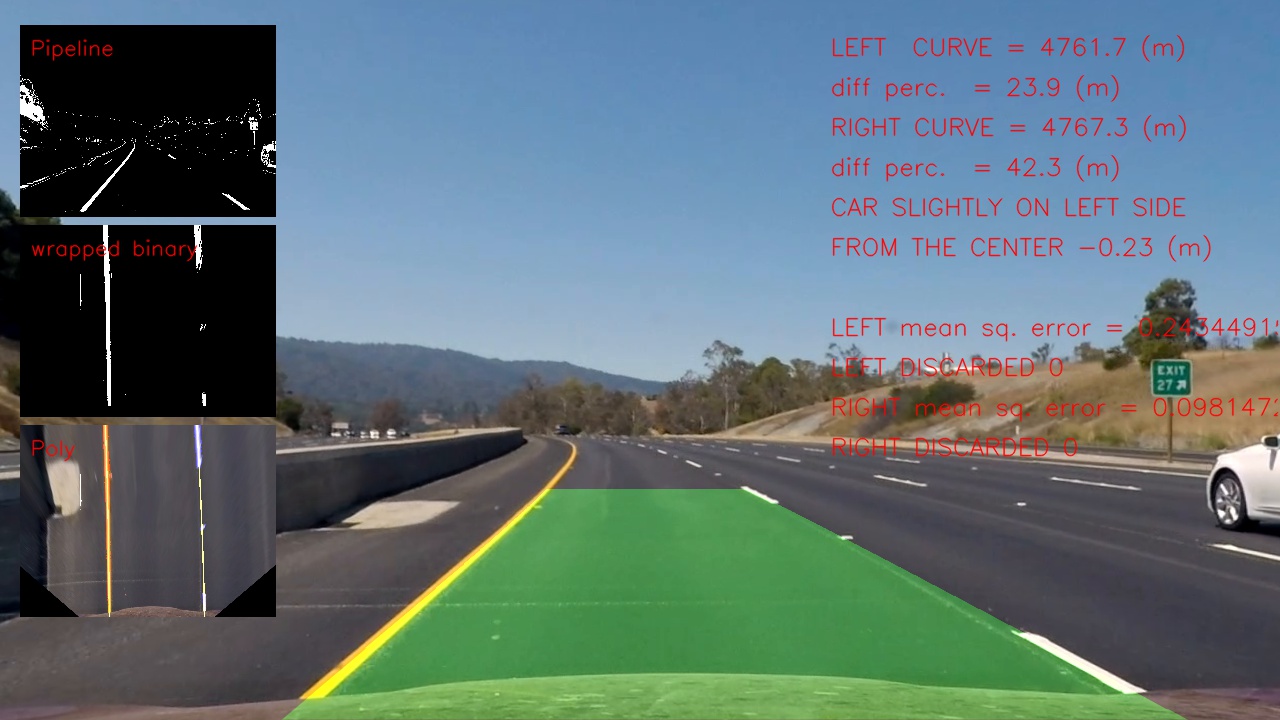 Pipeline
wrapped binary
Poly
LEFT CURVE = 4761.7 (m)
diff perc. = 23.9 (m)
RIGHT CURVE = 4767.3 (m)
diff perc. = 42.3 (m)
CAR SLIGHTLY ON LEFT SIDE
FROM THE CENTER -0.23 (m)
LEFT mean sq. error = 0.2434491
LEFT DISCARDED 0
RIGHT mean sq. error = 0.098147
RIGHT DISCARDED 0
EXIT
27